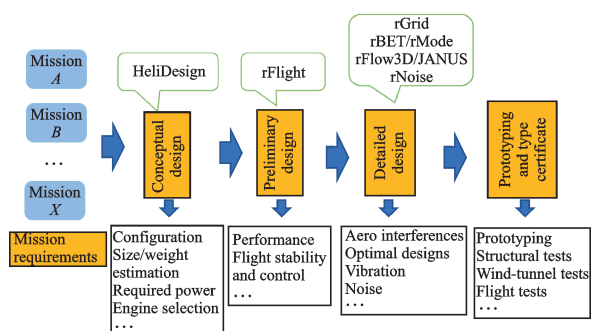 Mission
A
Mission
B
...
Mission
X
Mission
requirements
HeliDesign
Conceptual
design
Configuration
Size/weight
estimation
Required power
Engine selection
...
rFlight
Preliminary
design
Performance
Flight stability
and control
...
rGrid
rBET/rMode
rFlow3D/JANUS
rNoise
Detailed
design
Aero interferences
Optimal designs
Vibration
Noise
...
Prototyping
and type
certificate
Prototyping
Structural tests
Wind-tunnel tests
Flight tests
...